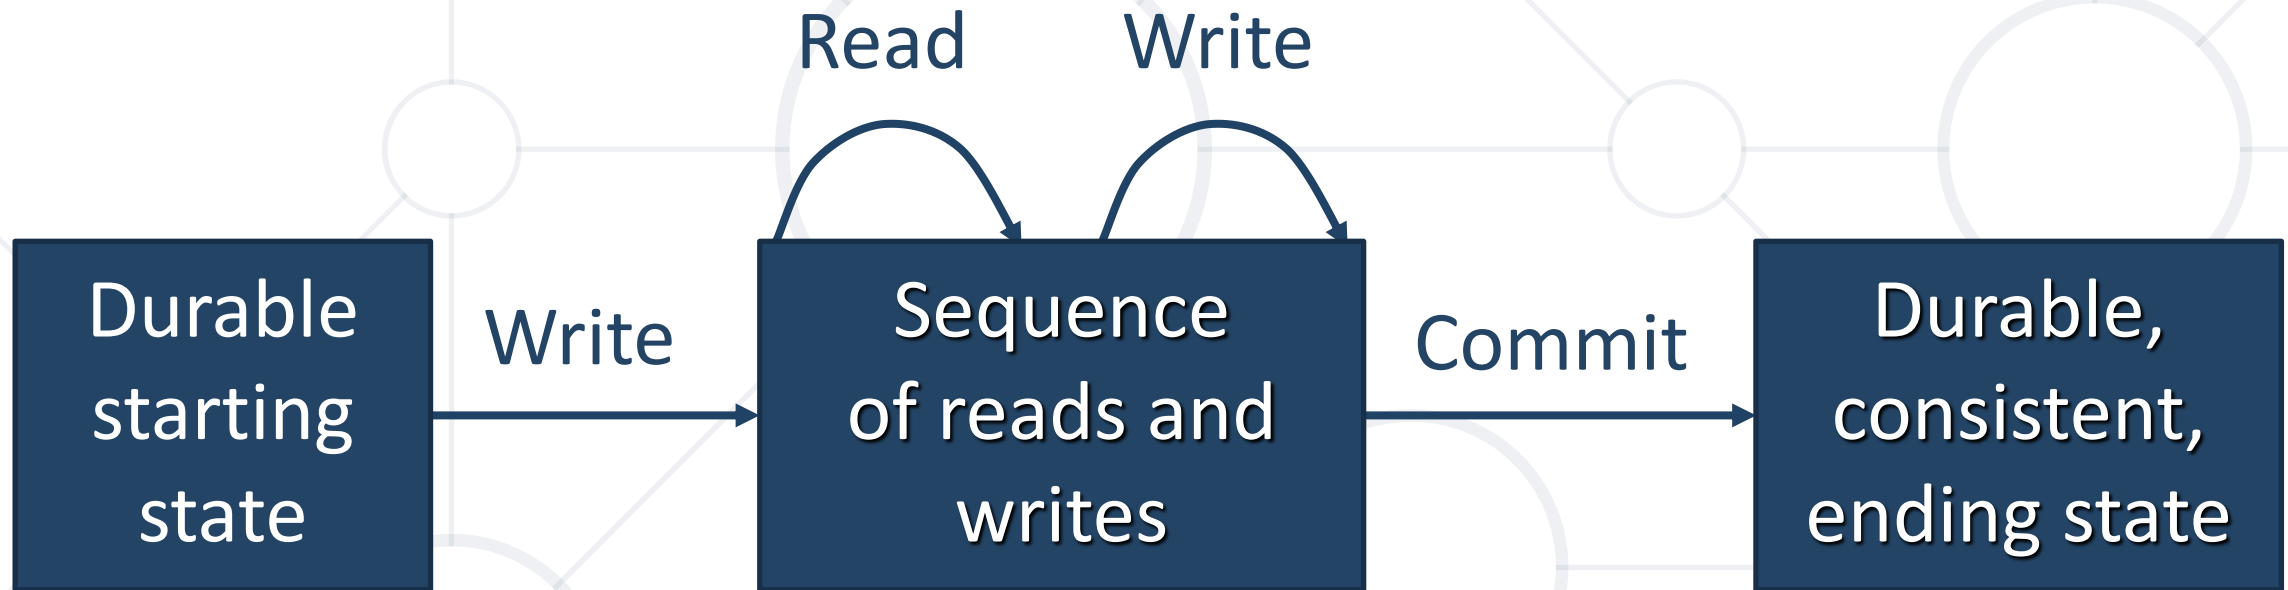 Read
Write
Durable
starting
state
Write
Sequence
of reads and
writes
Commit
Durable,
consistent,
ending state